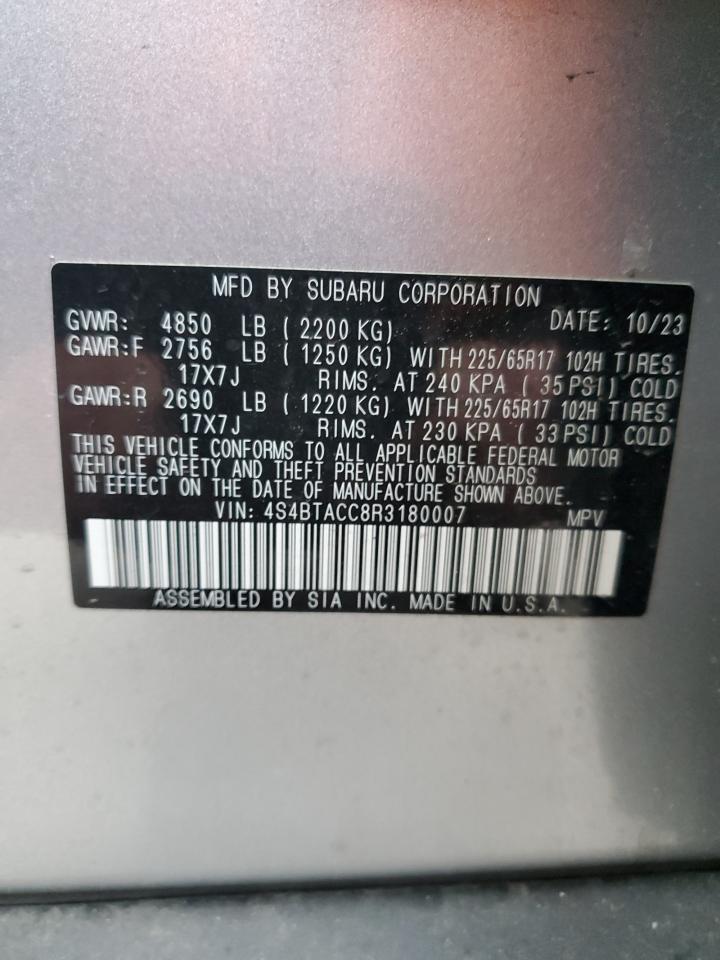 MFD BY SUBARU CORPORATION
GVWR: 4850 LB ( 2200 KG) DATE: 10/23
GAWR:F 2756 LB ( 1250 KG) WITH 225/65R17 102H TIRES.
17X7J RIMS. AT 240 KPA ( 35 PSI) COLD
GAWR:R 2690 LB ( 1220 KG) WITH 225/65R17 102H TIRES.
17X7J RIMS. AT 230 KPA ( 33 PSI) COLD
THIS VEHICLE CONFORMS TO ALL APPLICABLE FEDERAL MOTOR
VEHICLE SAFETY AND THEFT PREVENTION STANDARDS
IN EFFECT ON THE DATE OF MANUFACTURE SHOWN ABOVE.
VIN: 4S4BTACC8R3180007 MPV
ASSEMBLED BY SIA INC. MADE IN U.S.A.